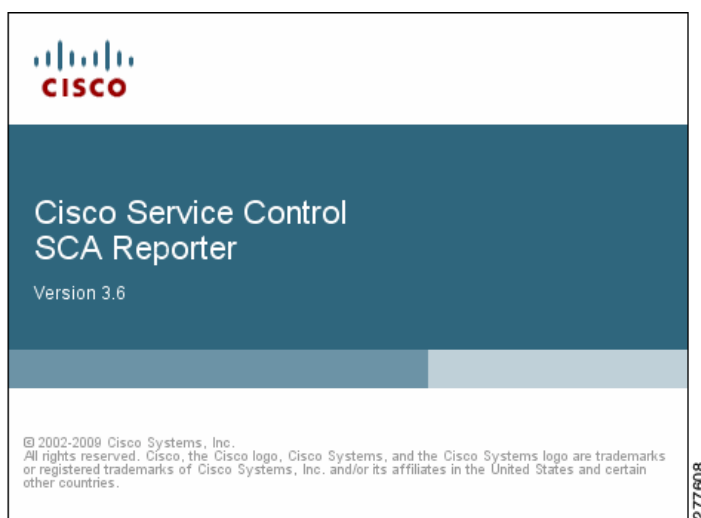 CISCO
Cisco Service Control
SCA Reporter
Version 3.6
© 2002-2009 Cisco Systems, Inc.
All rights reserved. Cisco, the Cisco logo, Cisco Systems, and the Cisco Systems logo are trademarks
or registered trademarks of Cisco Systems, Inc. and/or its affiliates in the United States and certain
other countries.
277608